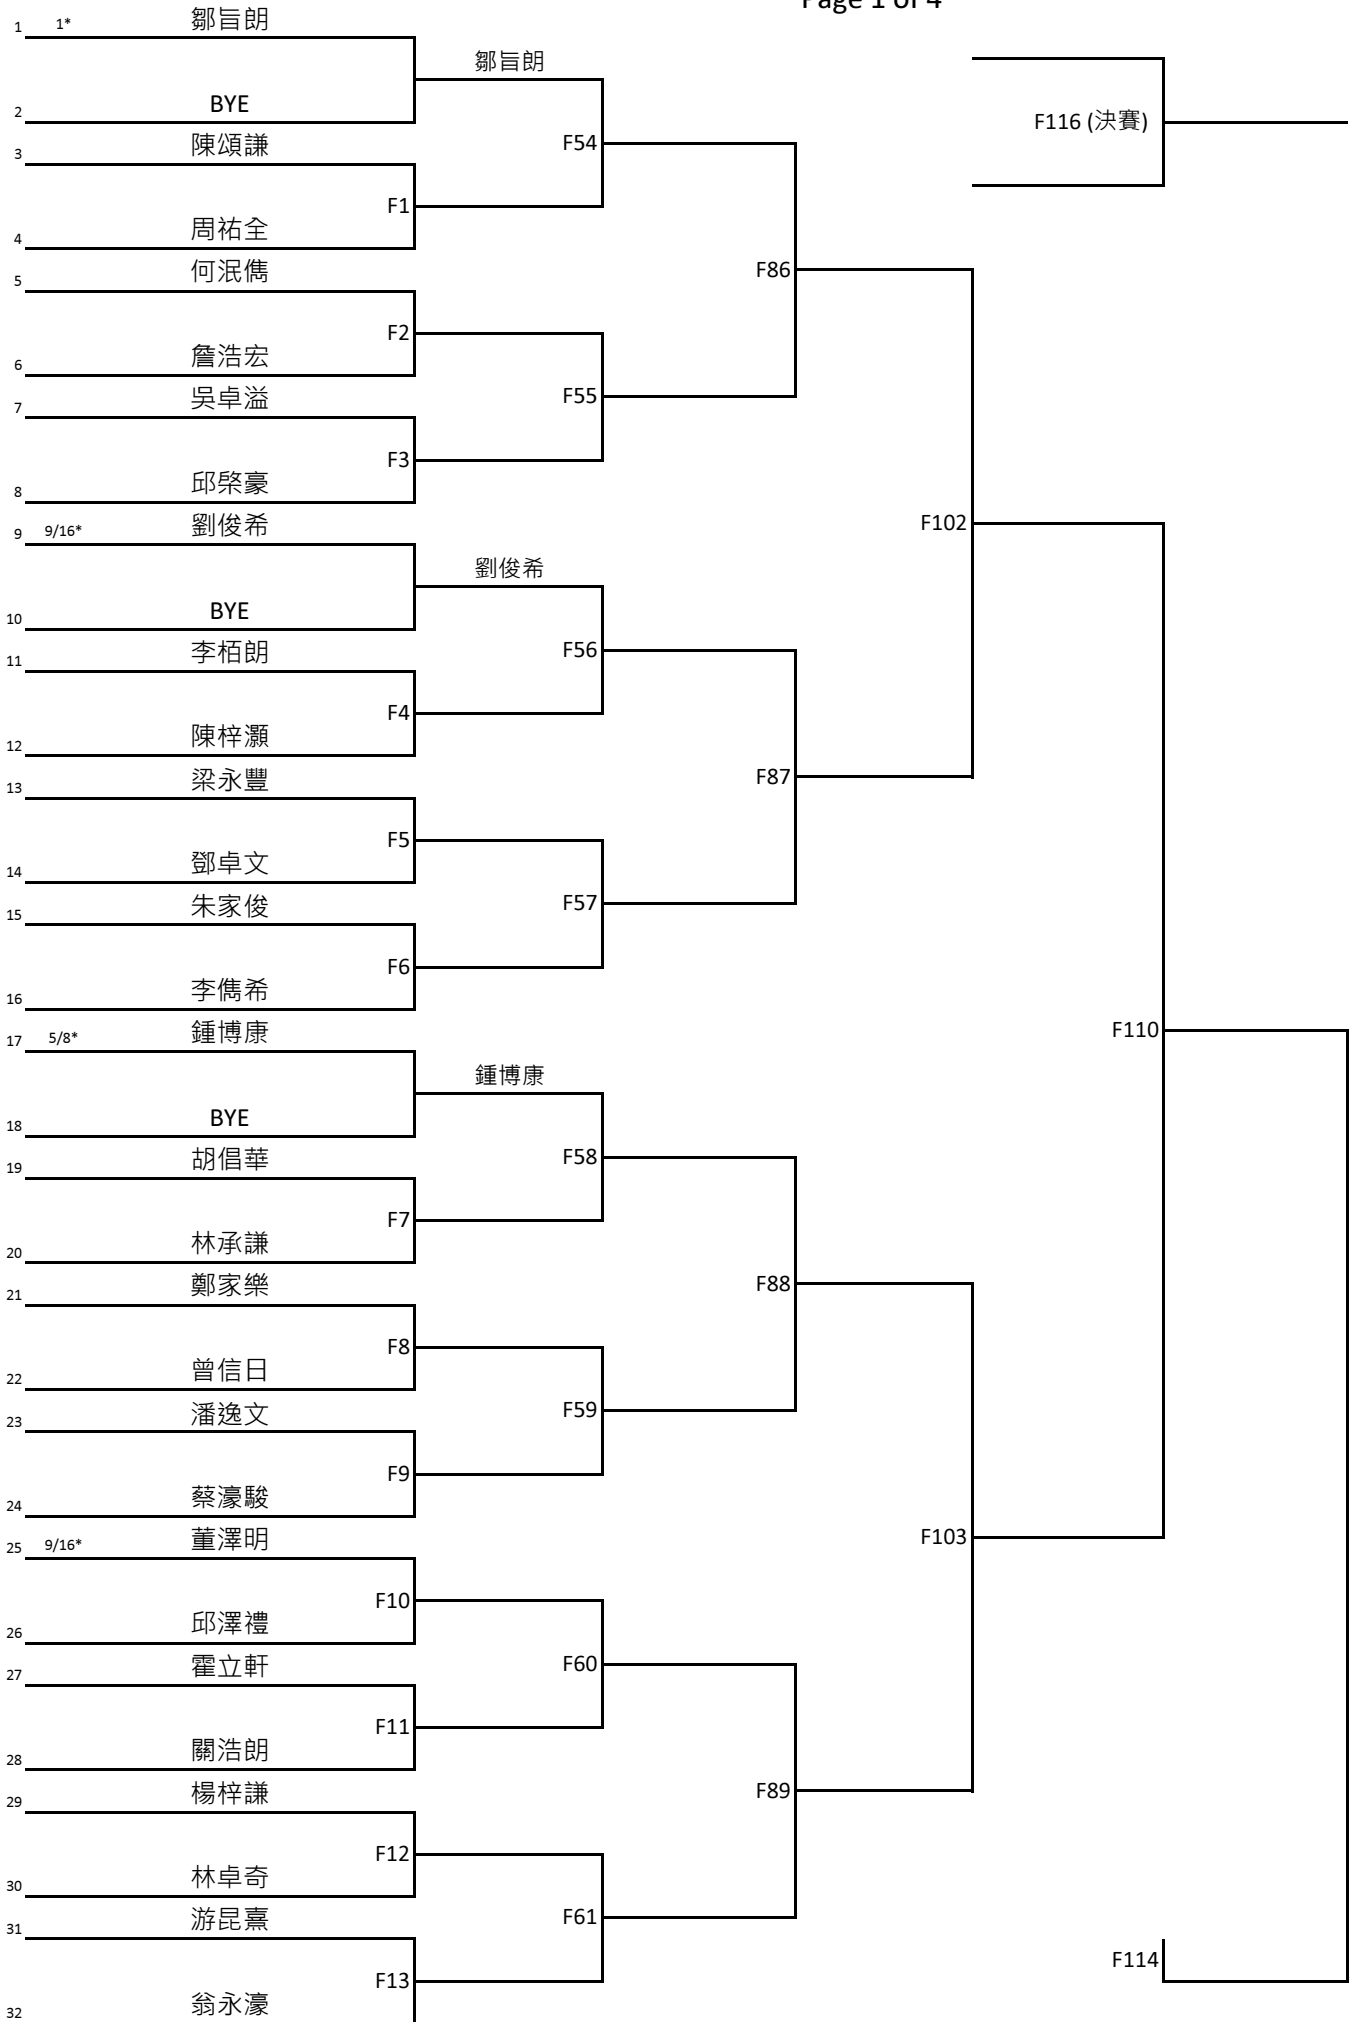 Page 1 of 4
1 1* 鄒旨朗
鄒旨朗
F116 (決賽)
2 BYE
3 陳頌謙
F54
F1
4 周祐全
5 何泯儁
F86
F2
6 詹浩宏
7 吳卓溢
F55
F3
8 邱棨豪
9 9/16* 劉俊希
F102
劉俊希
10 BYE
11 李栢朗
F56
F4
12 陳梓灝
13 梁永豐
F87
F5
14 鄧卓文
15 朱家俊
F57
F6
16 李儁希
17 5/8* 鍾博康
F110
鍾博康
18 BYE
19 胡倡華
F58
F7
20 林承謙
21 鄭家樂
F88
F8
22 曾信日
23 潘逸文
F59
F9
24 蔡濠駿
25 9/16* 董澤明
F103
F10
26 邱澤禮
27 霍立軒
F60
F11
28 關浩朗
29 楊梓謙
F89
F12
30 林卓奇
31 游昆熹
F61
F114
F13
32 翁永濠